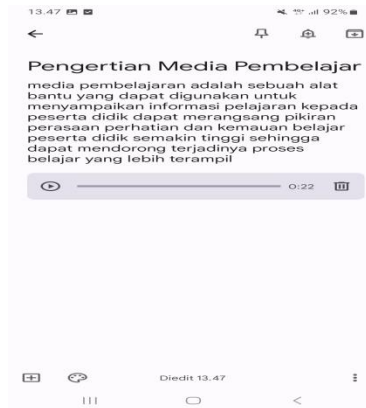 13.47 92%
Pengertian Media Pembelajar
media pembelajaran adalah sebuah alat
bantu yang dapat digunakan untuk
menyampaikan informasi pelajaran kepada
peserta didik dapat merangsang pikiran
perasaan perhatian dan kemauan belajar
peserta didik semakin tinggi sehingga
dapat mendorong terjadinya proses
belajar yang lebih terampil
0:22
Diedit 13.47